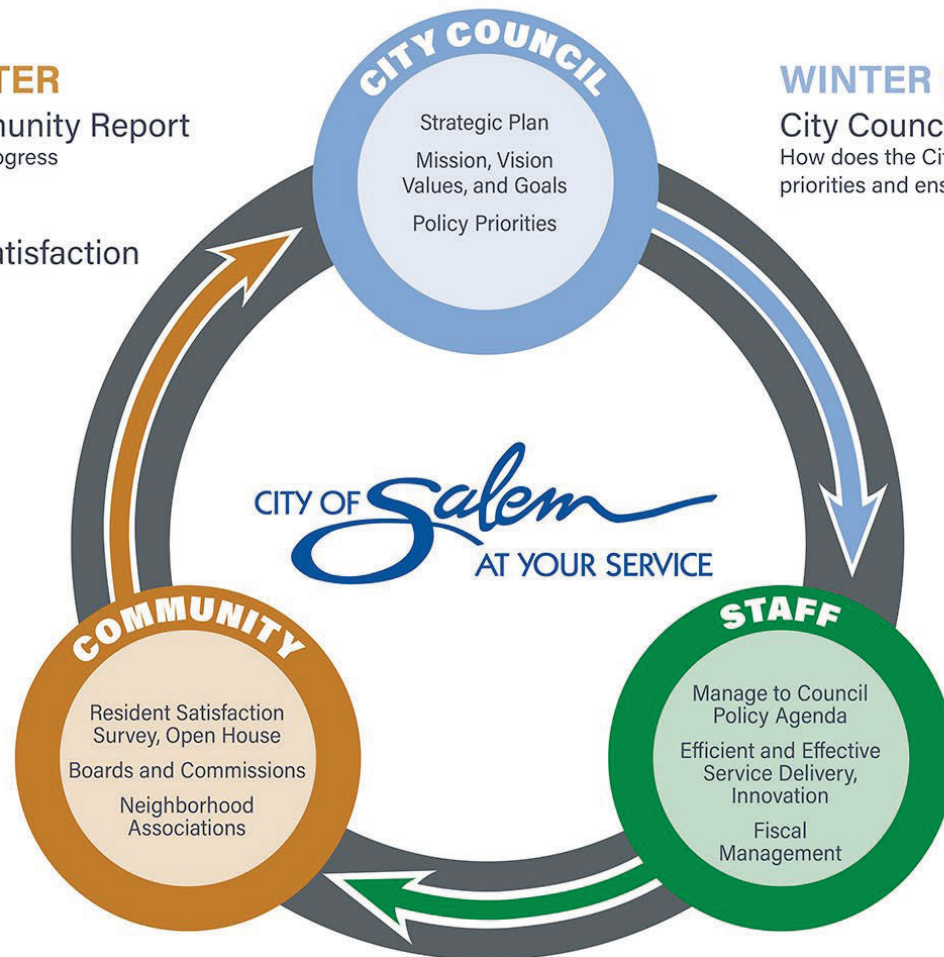 CITY COUNCIL
Strategic Plan
Mission, Vision
Values, and Goals
Policy Priorities
TER
unity Report
ogress
atisfaction
WINTER
City Counc
How does the Ci
priorities and ens
CITY OF Salem
AT YOUR SERVICE
COMMUNITY
Resident Satisfaction
Survey, Open House
Boards and Commissions
Neighborhood
Associations
STAFF
Manage to Council
Policy Agenda
Efficient and Effective
Service Delivery,
Innovation
Fiscal
Management